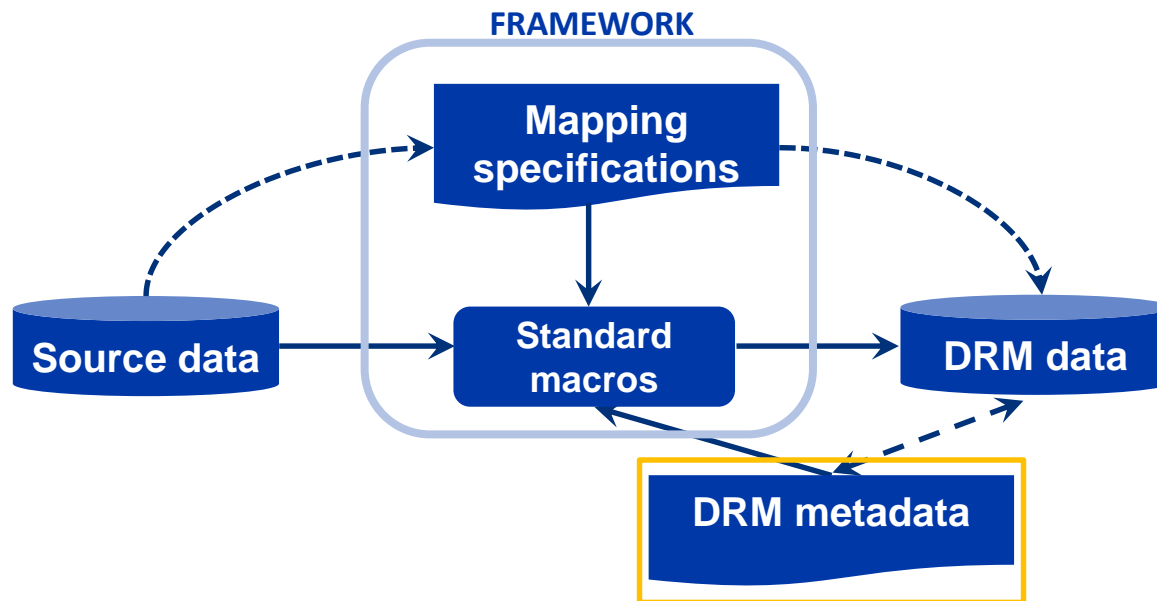 FRAMEWORK
Mapping
specifications
Source data
Standard
macros
DRM data
DRM metadata